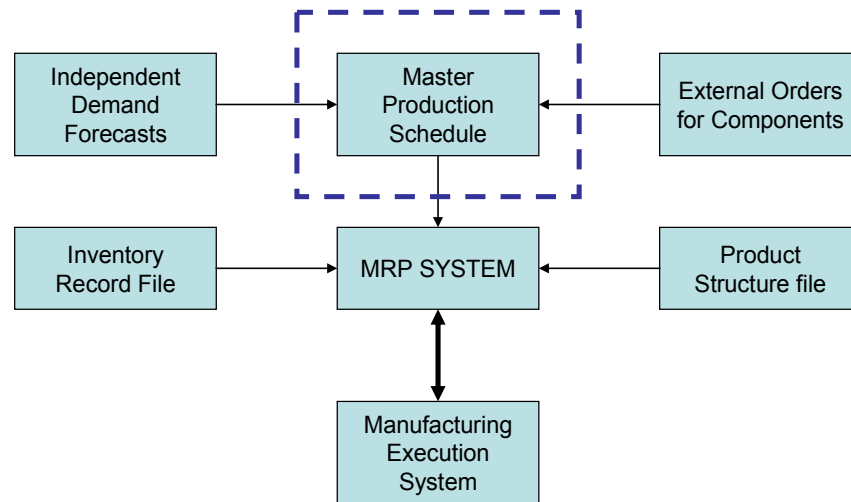 Independent
Demand
Forecasts
Master
Production
Schedule
External Orders
for Components
Inventory
Record File
MRP SYSTEM
Product
Structure file
Manufacturing
Execution
System